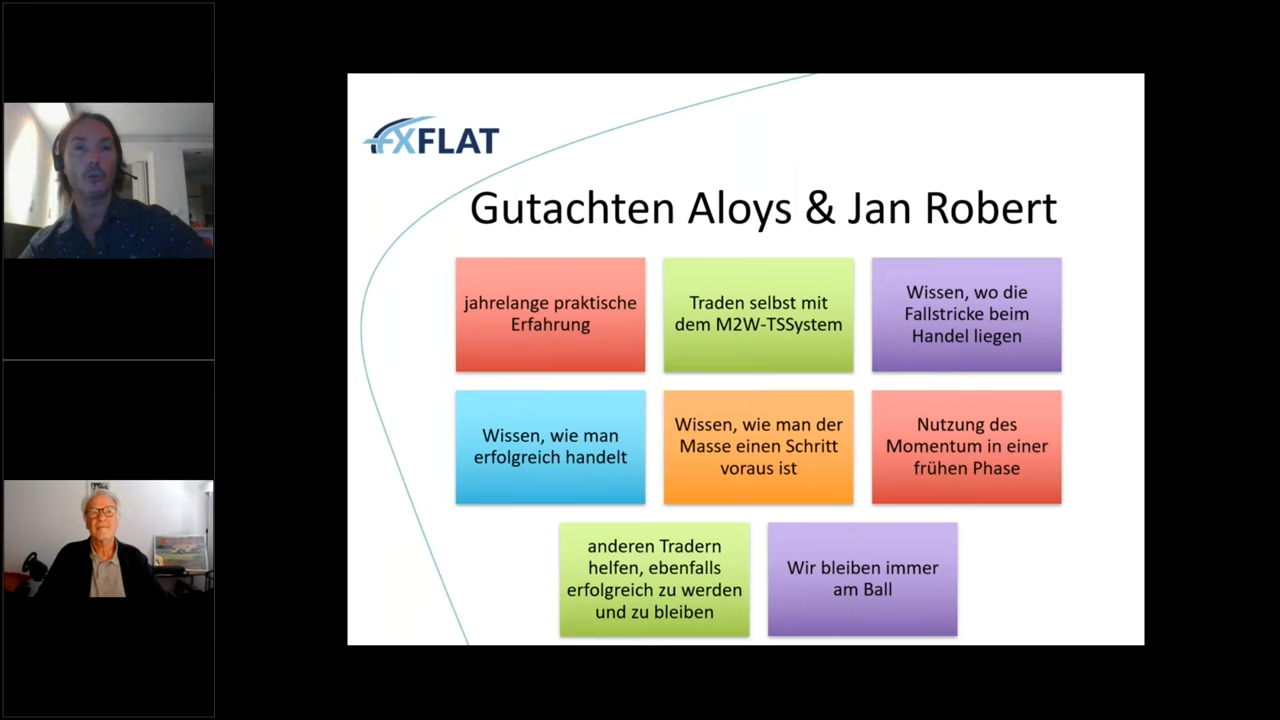 FXFLAT
Gutachten Aloys & Jan Robert
jahrelange praktische
Erfahrung
Traden selbst mit
dem M2W-TSSystem
Wissen, wo die
Fallstricke beim
Handel liegen
Wissen, wie man
erfolgreich handelt
Wissen, wie man der
Masse einen Schritt
voraus ist
Nutzung des
Momentum in einer
frühen Phase
anderen Tradern
helfen, ebenfalls
erfolgreich zu werden
und zu bleiben
Wir bleiben immer
am Ball